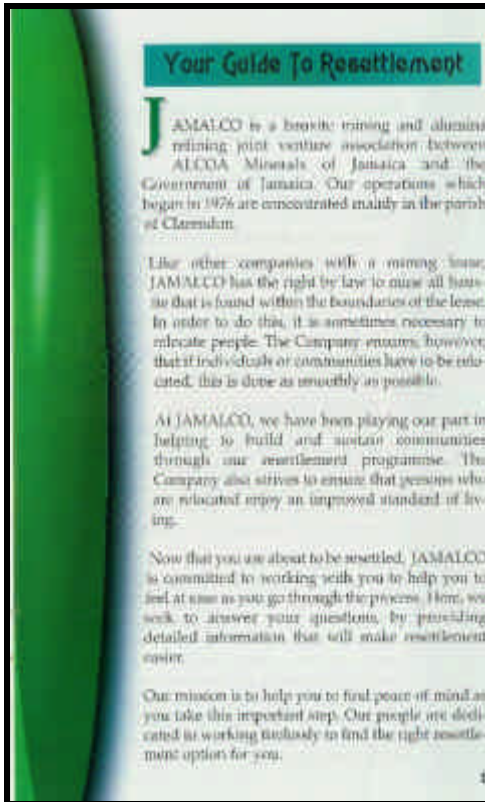 Your Guide To Resettlement
JAMALCO is a bauxite mining and alumina
refining joint venture association between
ALCOA Minerals of Jamaica and the
Government of Jamaica. Our operations which
began in 1976 are concentrated mainly in the parish
of Clarendon.
Like other companies with a mining lease,
JAMALCO has the right by law to mine all baux-
ite that is found within the boundaries of the lease.
In order to do this, it is sometimes necessary to
relocate people. The Company ensures, however,
that if individuals or communities have to be relo-
cated, this is done as smoothly as possible.
At JAMALCO, we have been playing our part in
helping to build and sustain communities
through our resettlement programme. The
Company also strives to ensure that persons who
are relocated enjoy an improved standard of liv-
ing.
Now that you are about to be resettled, JAMALCO
is committed to working with you to help you to
feel at ease as you go through the process. Here, we
seek to answer your questions, by providing
detailed information that will make resettlement
easier.
Our mission is to help you to find peace of mind as
you take this important step. Our people are dedi-
cated to working tirelessly to find the right resettle-
ment option for you.